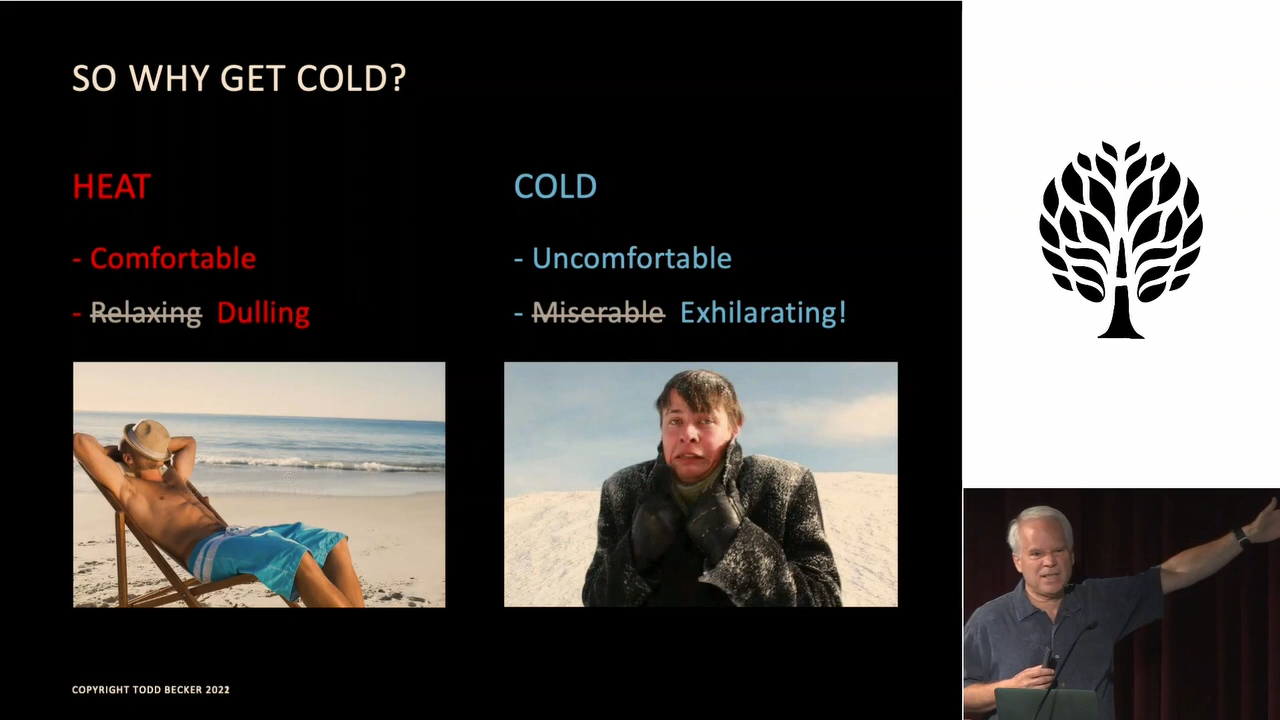 SO WHY GET COLD?
HEAT
- Comfortable
- Relaxing Dulling
COLD
- Uncomfortable
- Miserable Exhilarating!
COPYRIGHT TODD BECKER 2022